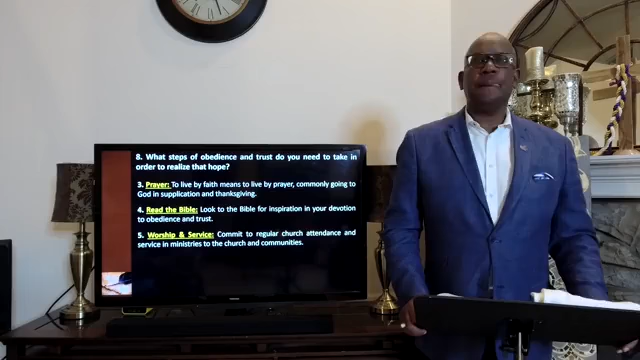 8. What steps of obedience and trust do you need to take in
order to realize that hope?
3. Prayer: To live by faith means to live by prayer, commonly going to
God in supplication and thanksgiving.
4. Read the Bible: Look to the Bible for inspiration in your devotion
to obedience and trust.
5. Worship & Service: Commit to regular church attendance and
service in ministries to the church and communities.